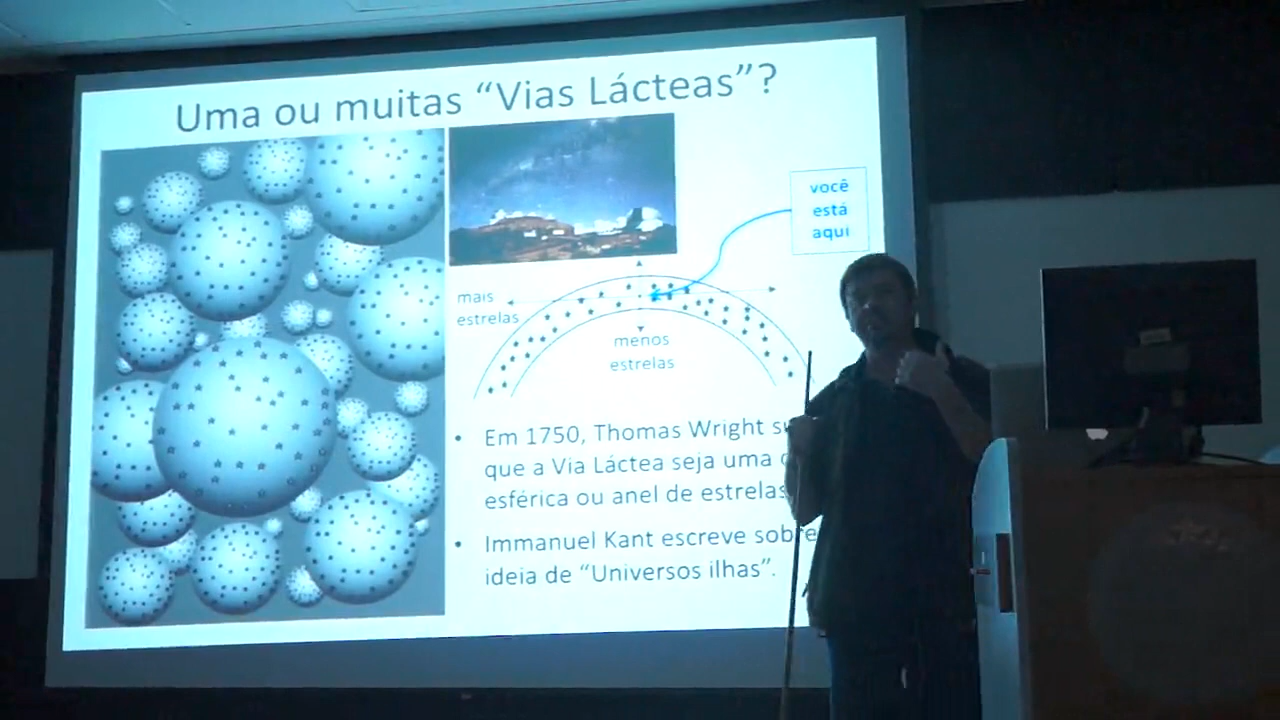 Uma ou muitas “Vias Lácteas”?
você
está
aqui
mais
estrelas
menos
estrelas
• Em 1750, Thomas Wright
que a Via Láctea seja uma
esférica ou anel de estrelas
• Immanuel Kant escreve sobre
ideia de “Universos ilhas”.